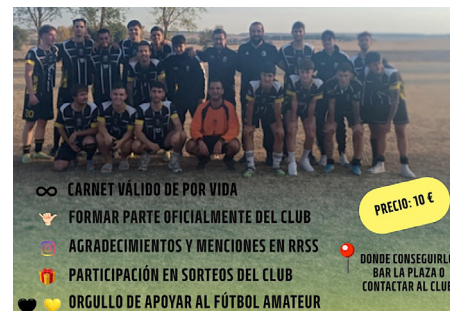 CARNET VÁLIDO DE POR VIDA
FORMAR PARTE OFICIALMENTE DEL CLUB
AGRADECIMIENTOS Y MENCIONES EN RRSS
PARTICIPACIÓN EN SORTEOS DEL CLUB
ORGULLO DE APOYAR AL FÚTBOL AMATEUR
PRECIO: 10 €
DONDE CONSEGUIRLO
BAR LA PLAZA O
CONTACTAR AL CLUB